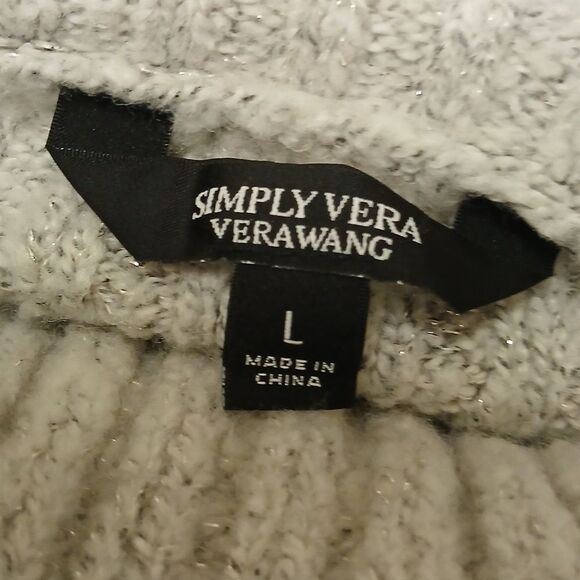 SIMPLY VERA
VERAWANG
L
MADE IN
CHINA